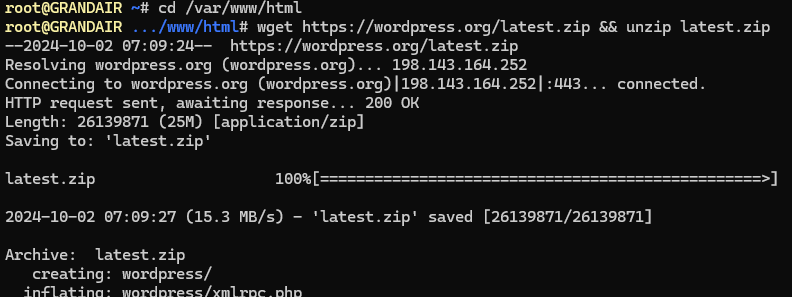 root@GRANDAIR ~# cd /var/www/html
root@GRANDAIR .../www/html# wget https://wordpress.org/latest.zip && unzip latest.zip
--2024-10-02 07:09:24--  https://wordpress.org/latest.zip
Resolving wordpress.org (wordpress.org)... 198.143.164.252
Connecting to wordpress.org (wordpress.org)|198.143.164.252|:443... connected.
HTTP request sent, awaiting response... 200 OK
Length: 26139871 (25M) [application/zip]
Saving to: 'latest.zip'
latest.zip                    100%[=================================================>]
2024-10-02 07:09:27 (15.3 MB/s) - 'latest.zip' saved [26139871/26139871]
Archive:  latest.zip
   creating: wordpress/
  inflating: wordpress/xmlrpc.php